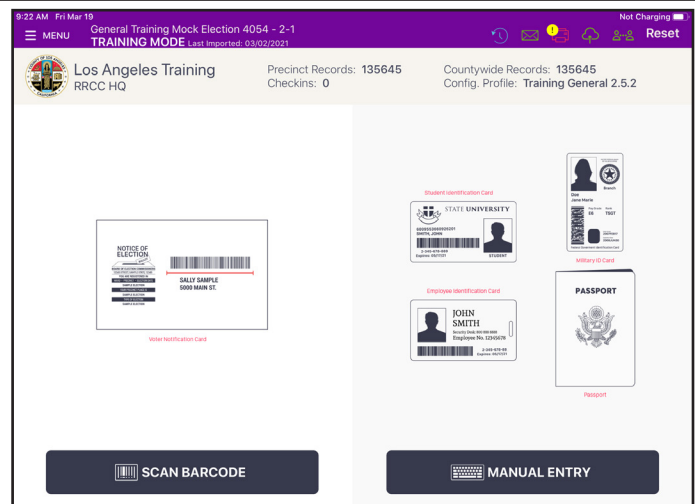 9:22 AM Fri Mar 19
Not Charging
MENU
General Training Mock Election 4054 - 2-1
TRAINING MODE Last Imported: 03/02/2021
Reset
Los Angeles Training
RRCC HQ
Precinct Records: 135645
Checkins: 0
Countywide Records: 135645
Config. Profile: Training General 2.5.2
NOTICE OF
ELECTION
SALLY SAMPLE
5000 MAIN ST.
Voter Notification Card
Student Identification Card
STATE UNIVERSITY
SMITH, JOHN
STUDENT
Branch
Doe
Jane Marie
Military ID Card
Employee Identification Card
JOHN
SMITH
Employee No. 12345678
PASSPORT
Passport
SCAN BARCODE
MANUAL ENTRY